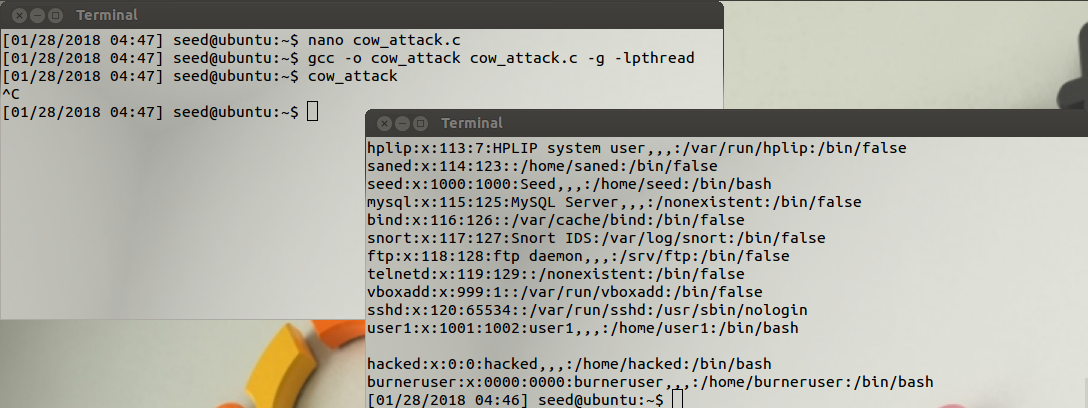 Terminal
[01/28/2018 04:47] seed@ubuntu:~$ nano cow_attack.c
[01/28/2018 04:47] seed@ubuntu:~$ gcc -o cow_attack cow_attack.c -g -lpthread
[01/28/2018 04:47] seed@ubuntu:~$ cow_attack
^C
[01/28/2018 04:47] seed@ubuntu:~$
Terminal
hplip:x:113:7:HPLIP system user,,,:/var/run/hplip:/bin/false
saned:x:114:123::/home/saned:/bin/false
seed:x:1000:1000:Seed,,,:/home/seed:/bin/bash
mysql:x:115:125:MySQL Server,,,:/nonexistent:/bin/false
bind:x:116:126::/var/cache/bind:/bin/false
snort:x:117:127:Snort IDS:/var/log/snort:/bin/false
ftp:x:118:128:ftp daemon,,,:/srv/ftp:/bin/false
telnetd:x:119:129::/nonexistent:/bin/false
vboxadd:x:999:1::/var/run/vboxadd:/bin/false
sshd:x:120:65534::/var/run/sshd:/usr/sbin/nologin
user1:x:1001:1002:user1,,,:/home/user1:/bin/bash
hacked:x:0:0:hacked,,,:/home/hacked:/bin/bash
burneruser:x:0000:0000:burneruser,,,:/home/burneruser:/bin/bash
[01/28/2018 04:46] seed@ubuntu:~$